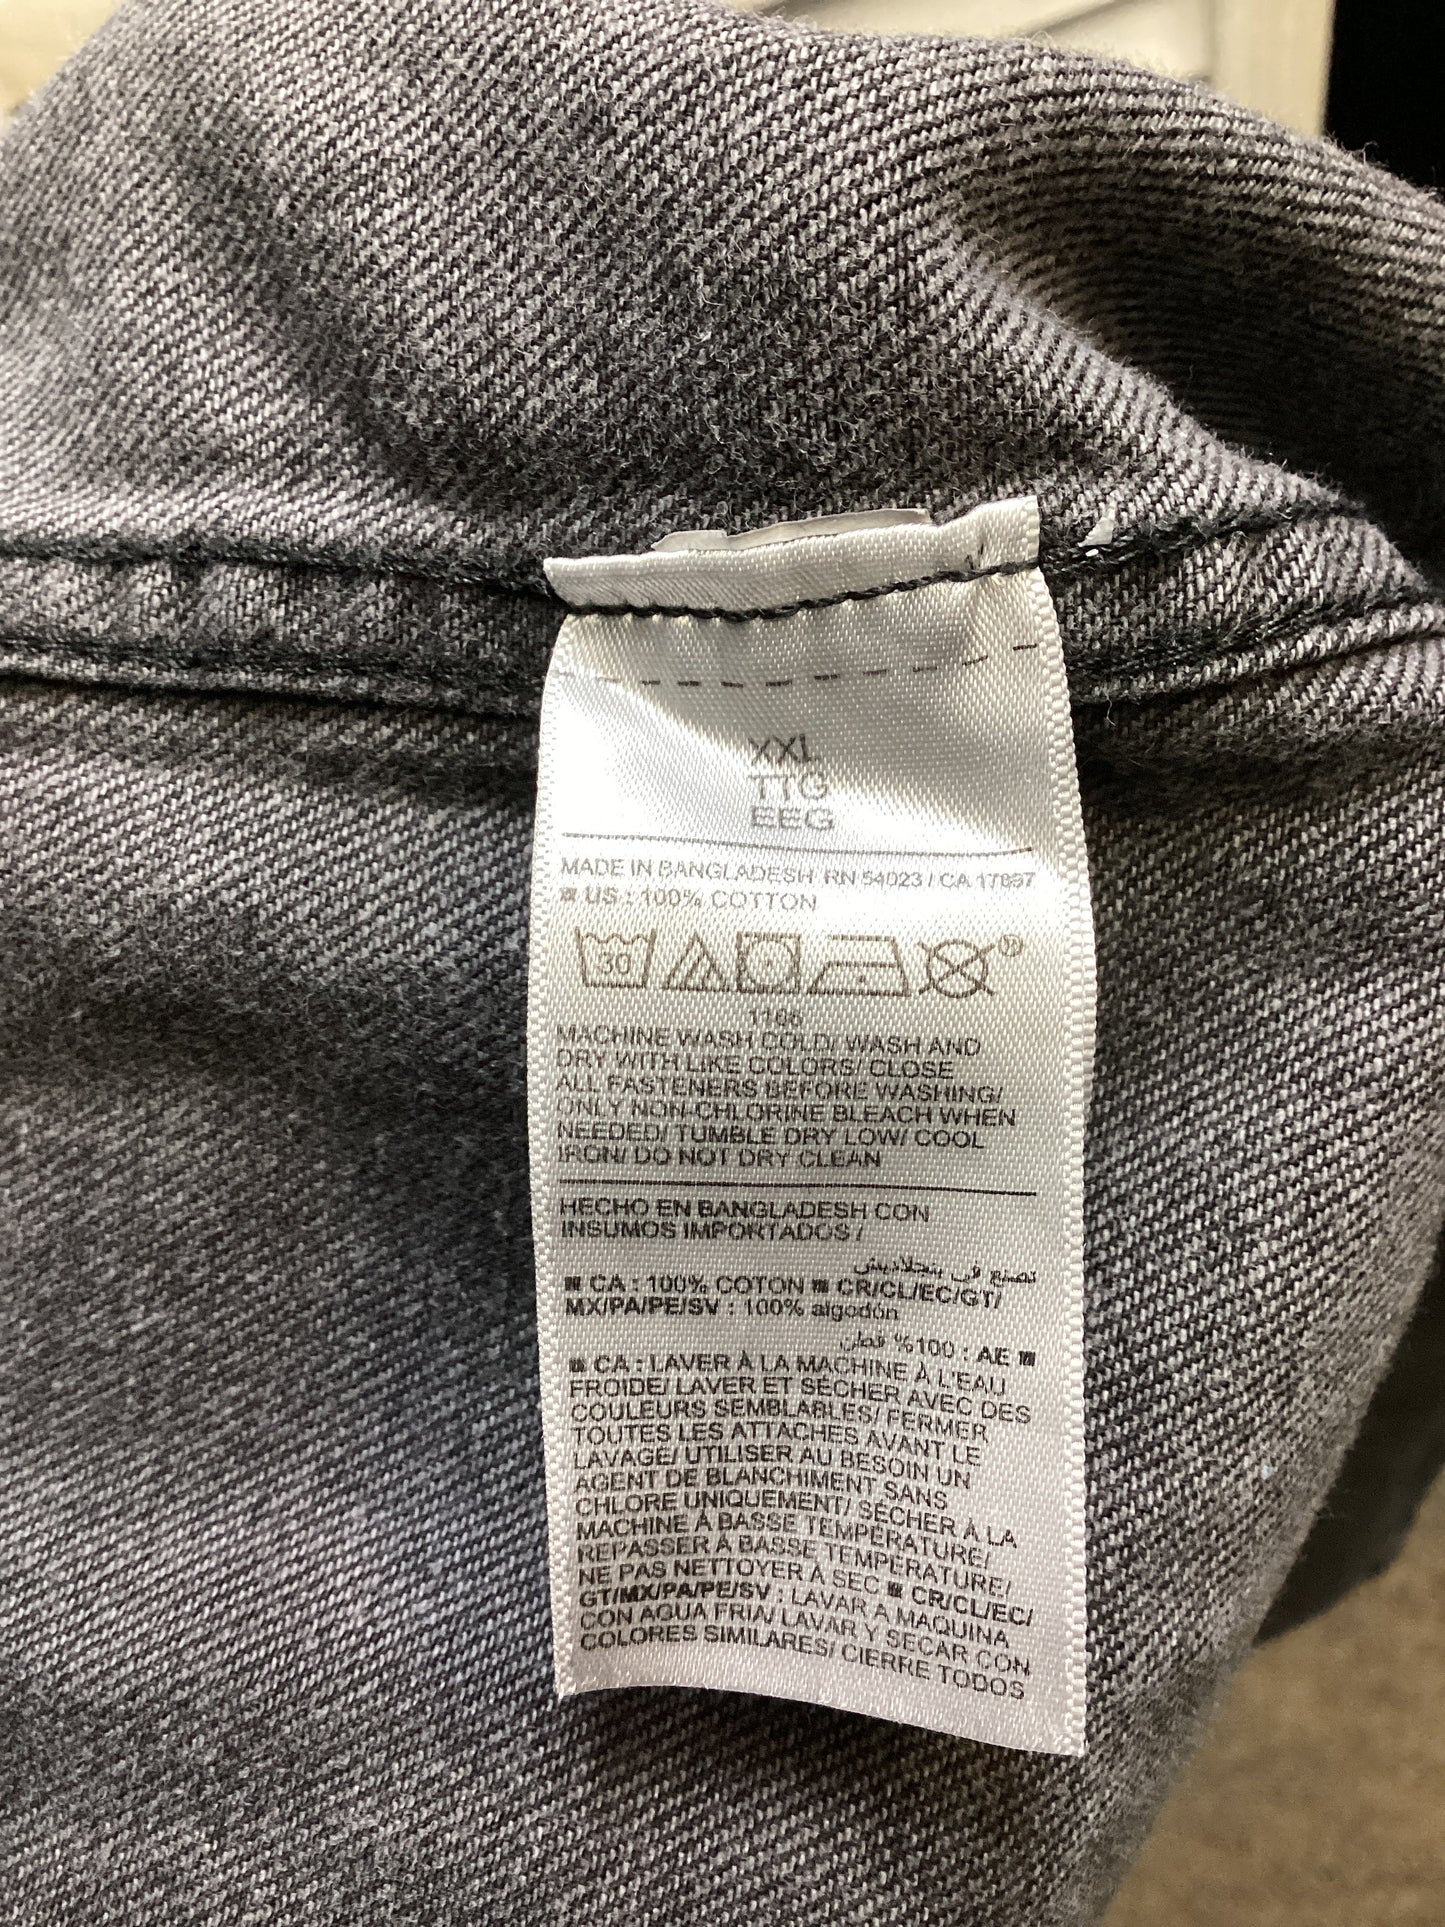 XXL
TTG
EEG
MADE IN BANGLADESH RN 54023 / CA 17097
US : 100% COTTON
30
1166
MACHINE WASH COLD/ WASH AND
DRY WITH LIKE COLORS/ CLOSE
ALL FASTENERS BEFORE WASHING/
ONLY NON-CHLORINE BLEACH WHEN
NEEDED/ TUMBLE DRY LOW/ COOL
IRON/ DO NOT DRY CLEAN
HECHO EN BANGLADESH CON
INSUMOS IMPORTADOS /
تصنع في بنجلاديش
CA : 100% COTON CR/CL/EC/GT/
MX/PA/PE/SV : 100% algodón
AE : 100% قطن
CA : LAVER À LA MACHINE À L'EAU
FROIDE/ LAVER ET SÉCHER AVEC DES
COULEURS SEMBLABLES/ FERMER
TOUTES LES ATTACHES AVANT LE
LAVAGE/ UTILISER AU BESOIN UN
AGENT DE BLANCHIMENT SANS
CHLORE UNIQUEMENT/ SÉCHER À LA
MACHINE À BASSE TEMPÉRATURE/
REPASSER À BASSE TEMPÉRATURE/
NE PAS NETTOYER À SEC CR/CL/EC/
GT/MX/PA/PE/SV : LAVAR A MAQUINA
CON AGUA FRIA/ LAVAR Y SECAR CON
COLORES SIMILARES/ CIERRE TODOS